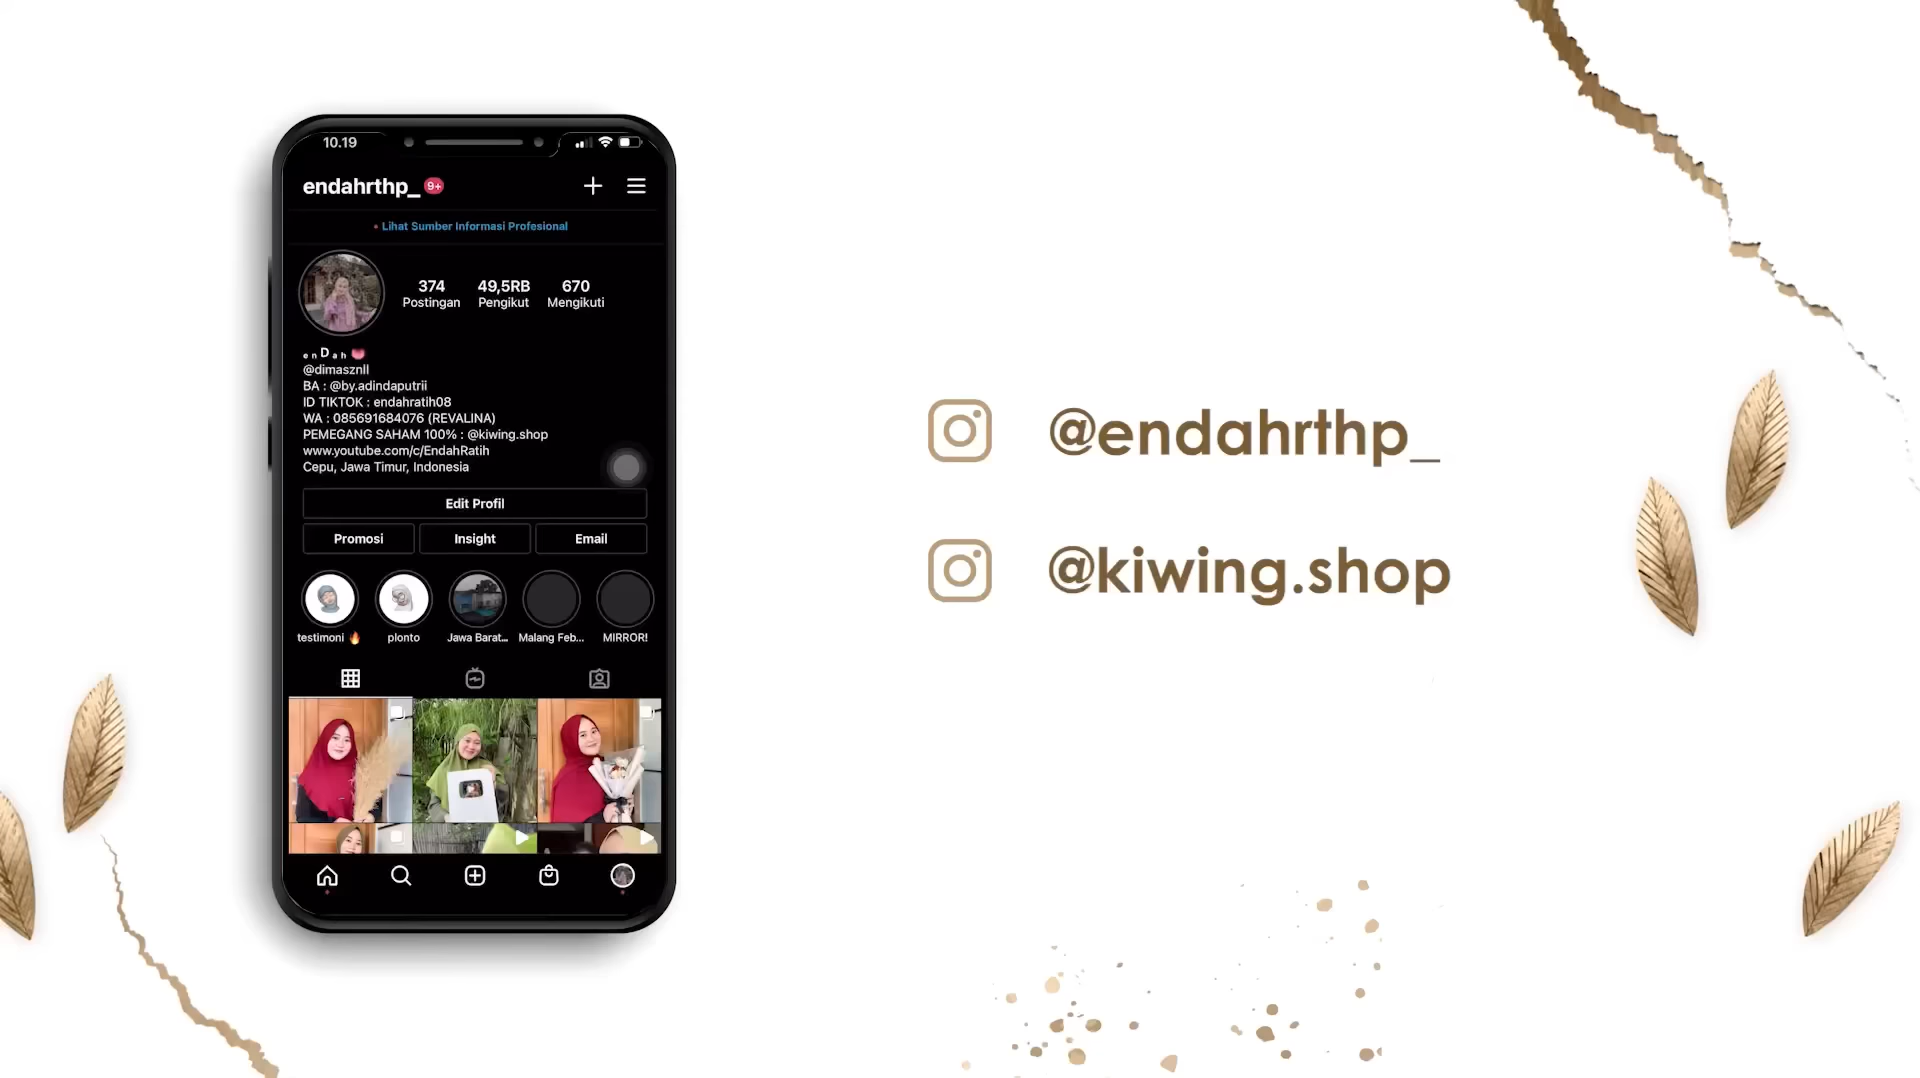 10.19
endahrthp_ 9+
Lihat Sumber Informasi Profesional
374 49,5RB 670
Postingan Pengikut Mengikuti
ₑₙDₐₕ
@dimasznll
BA : @by.adindaputrii
ID TIKTOK : endahratih08
WA : 085691684076 (REVALINA)
PEMEGANG SAHAM 100% : @kiwing.shop
www.youtube.com/c/EndahRatih
Cepu, Jawa Timur, Indonesia
Edit Profil
Promosi Insight Email
testimoni 🔥 plonto Jawa Barat... Malang Feb... MIRROR!
@endahrthp_
@kiwing.shop